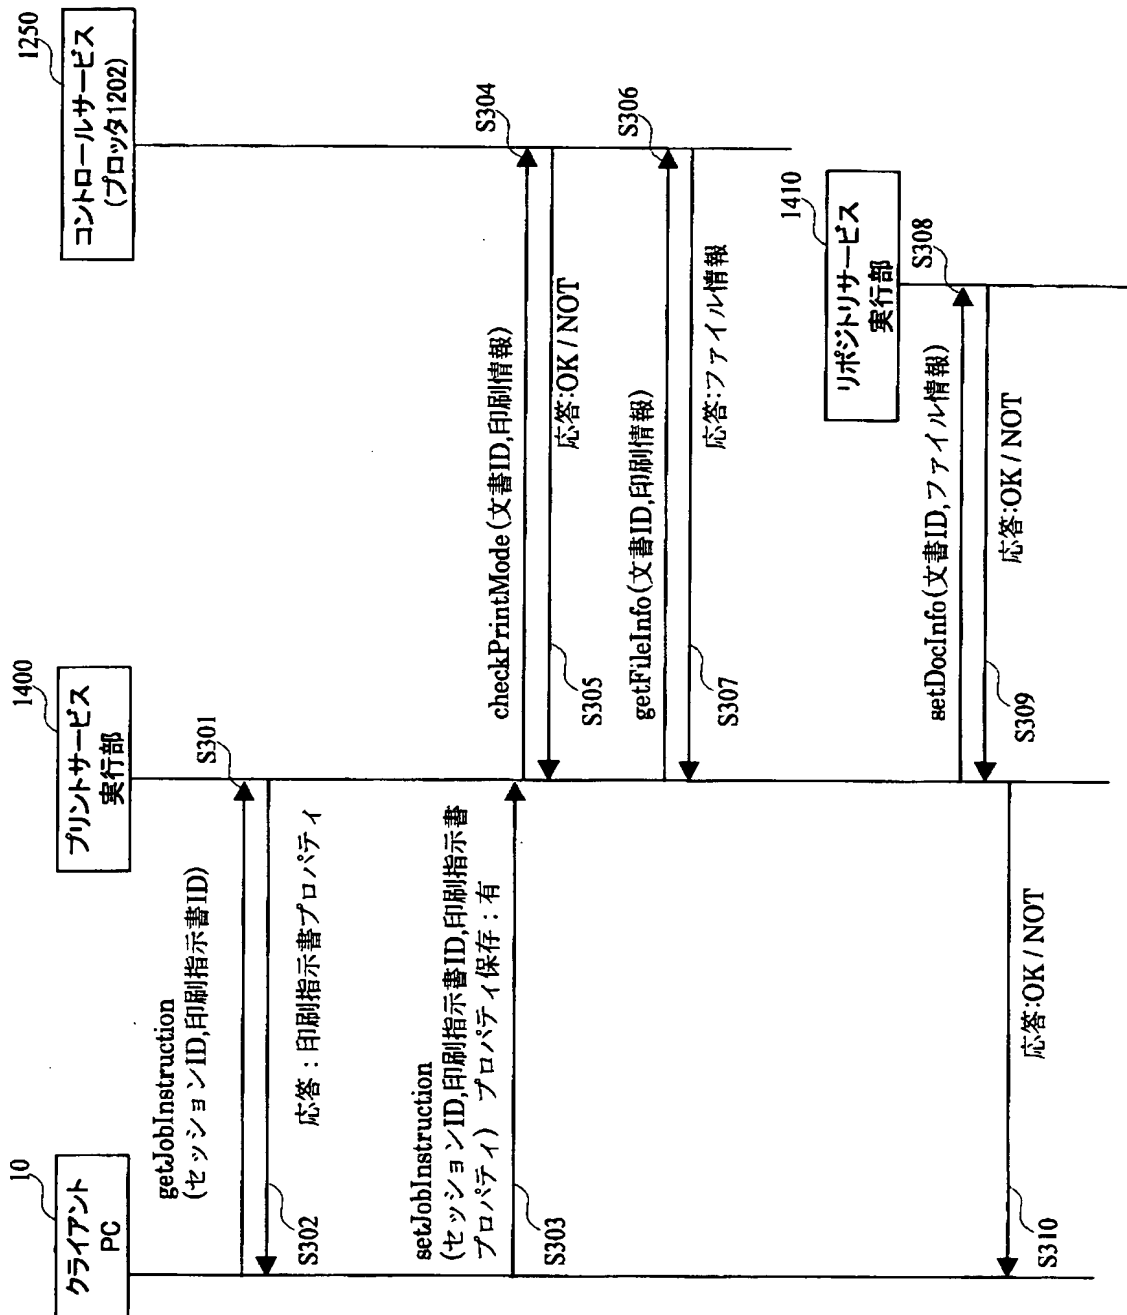 10
クライアント
PC
1400
プリントサービス
実行部
1250
コントロールサービス
(プロッタ1202)
getJobInstruction
(セッションID,印刷指示書ID)
S301
応答：印刷指示書プロパティ
S302
setJobInstruction
(セッションID,印刷指示書ID,印刷指示書
プロパティ) プロパティ保存：有
S303
checkPrintMode(文書ID,印刷情報)
S304
応答:OK / NOT
S305
getFileInfo(文書ID,印刷情報)
S306
応答:ファイル情報
S307
1410
リポジトリサービス
実行部
setDocInfo(文書ID,ファイル情報)
S308
応答:OK / NOT
S309
応答:OK / NOT
S310